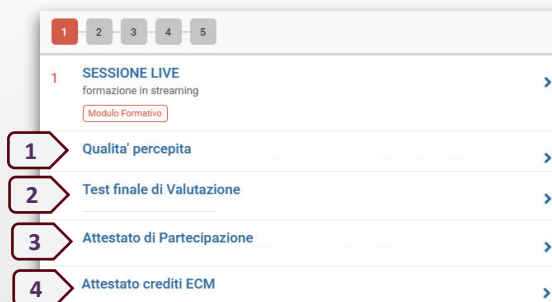 1 2 3 4 5
1 SESSIONE LIVE
formazione in streaming
Modulo Formativo
1 Qualita' percepita
2 Test finale di Valutazione
3 Attestato di Partecipazione
4 Attestato crediti ECM